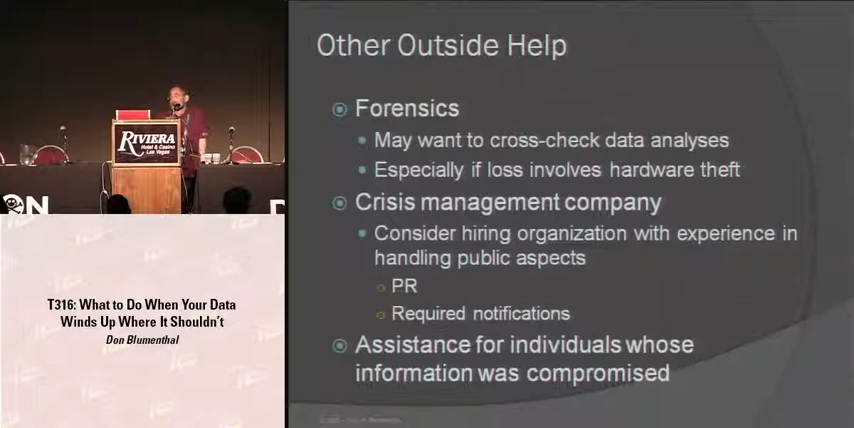 RIVIERA
Hotel & Casino
Las Vegas
ON
T316: What to Do When Your Data
Winds Up Where It Shouldn't
Don Blumenthal
Other Outside Help
Forensics
May want to cross-check data analyses
Especially if loss involves hardware theft
Crisis management company
Consider hiring organization with experience in
handling public aspects
PR
Required notifications
Assistance for individuals whose
information was compromised